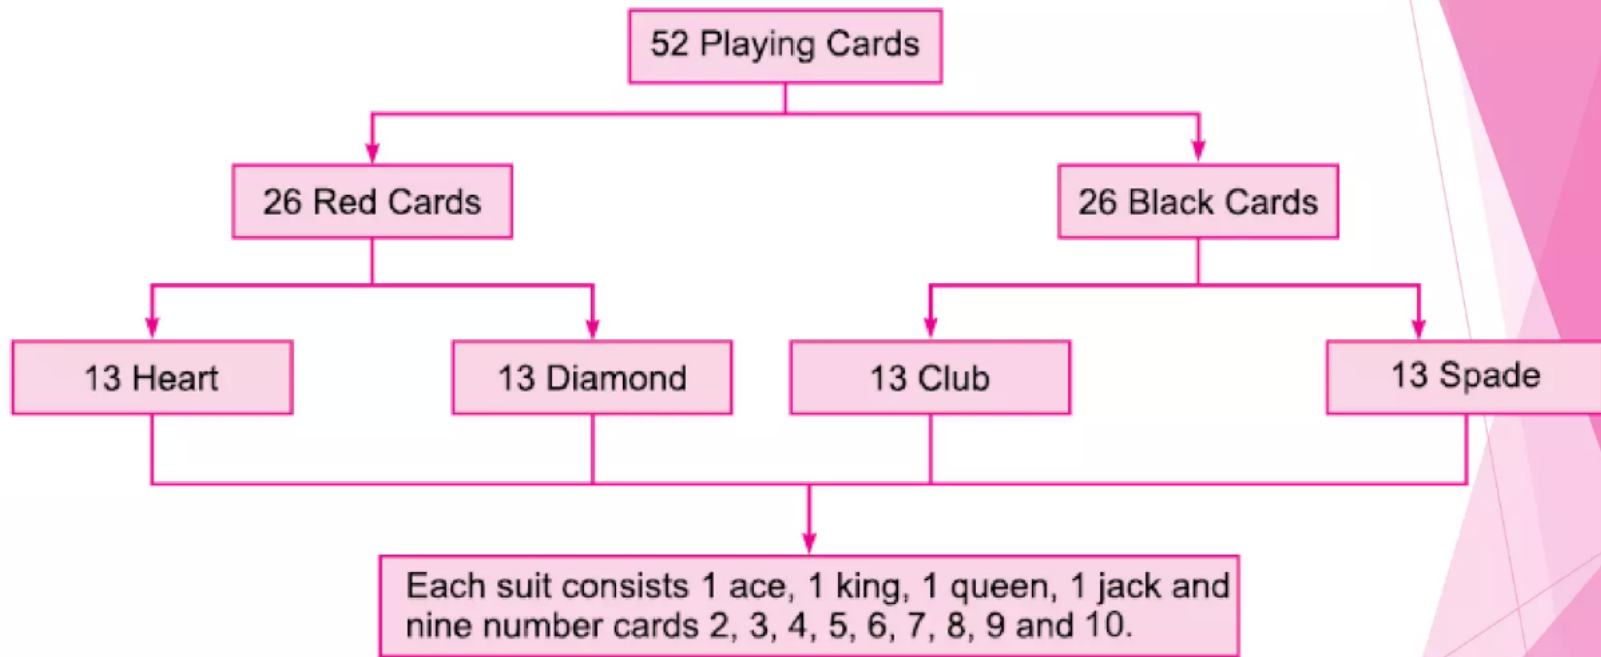 52 Playing Cards
26 Red Cards
26 Black Cards
13 Heart
13 Diamond
13 Club
13 Spade
Each suit consists 1 ace, 1 king, 1 queen, 1 jack and
nine number cards 2, 3, 4, 5, 6, 7, 8, 9 and 10.